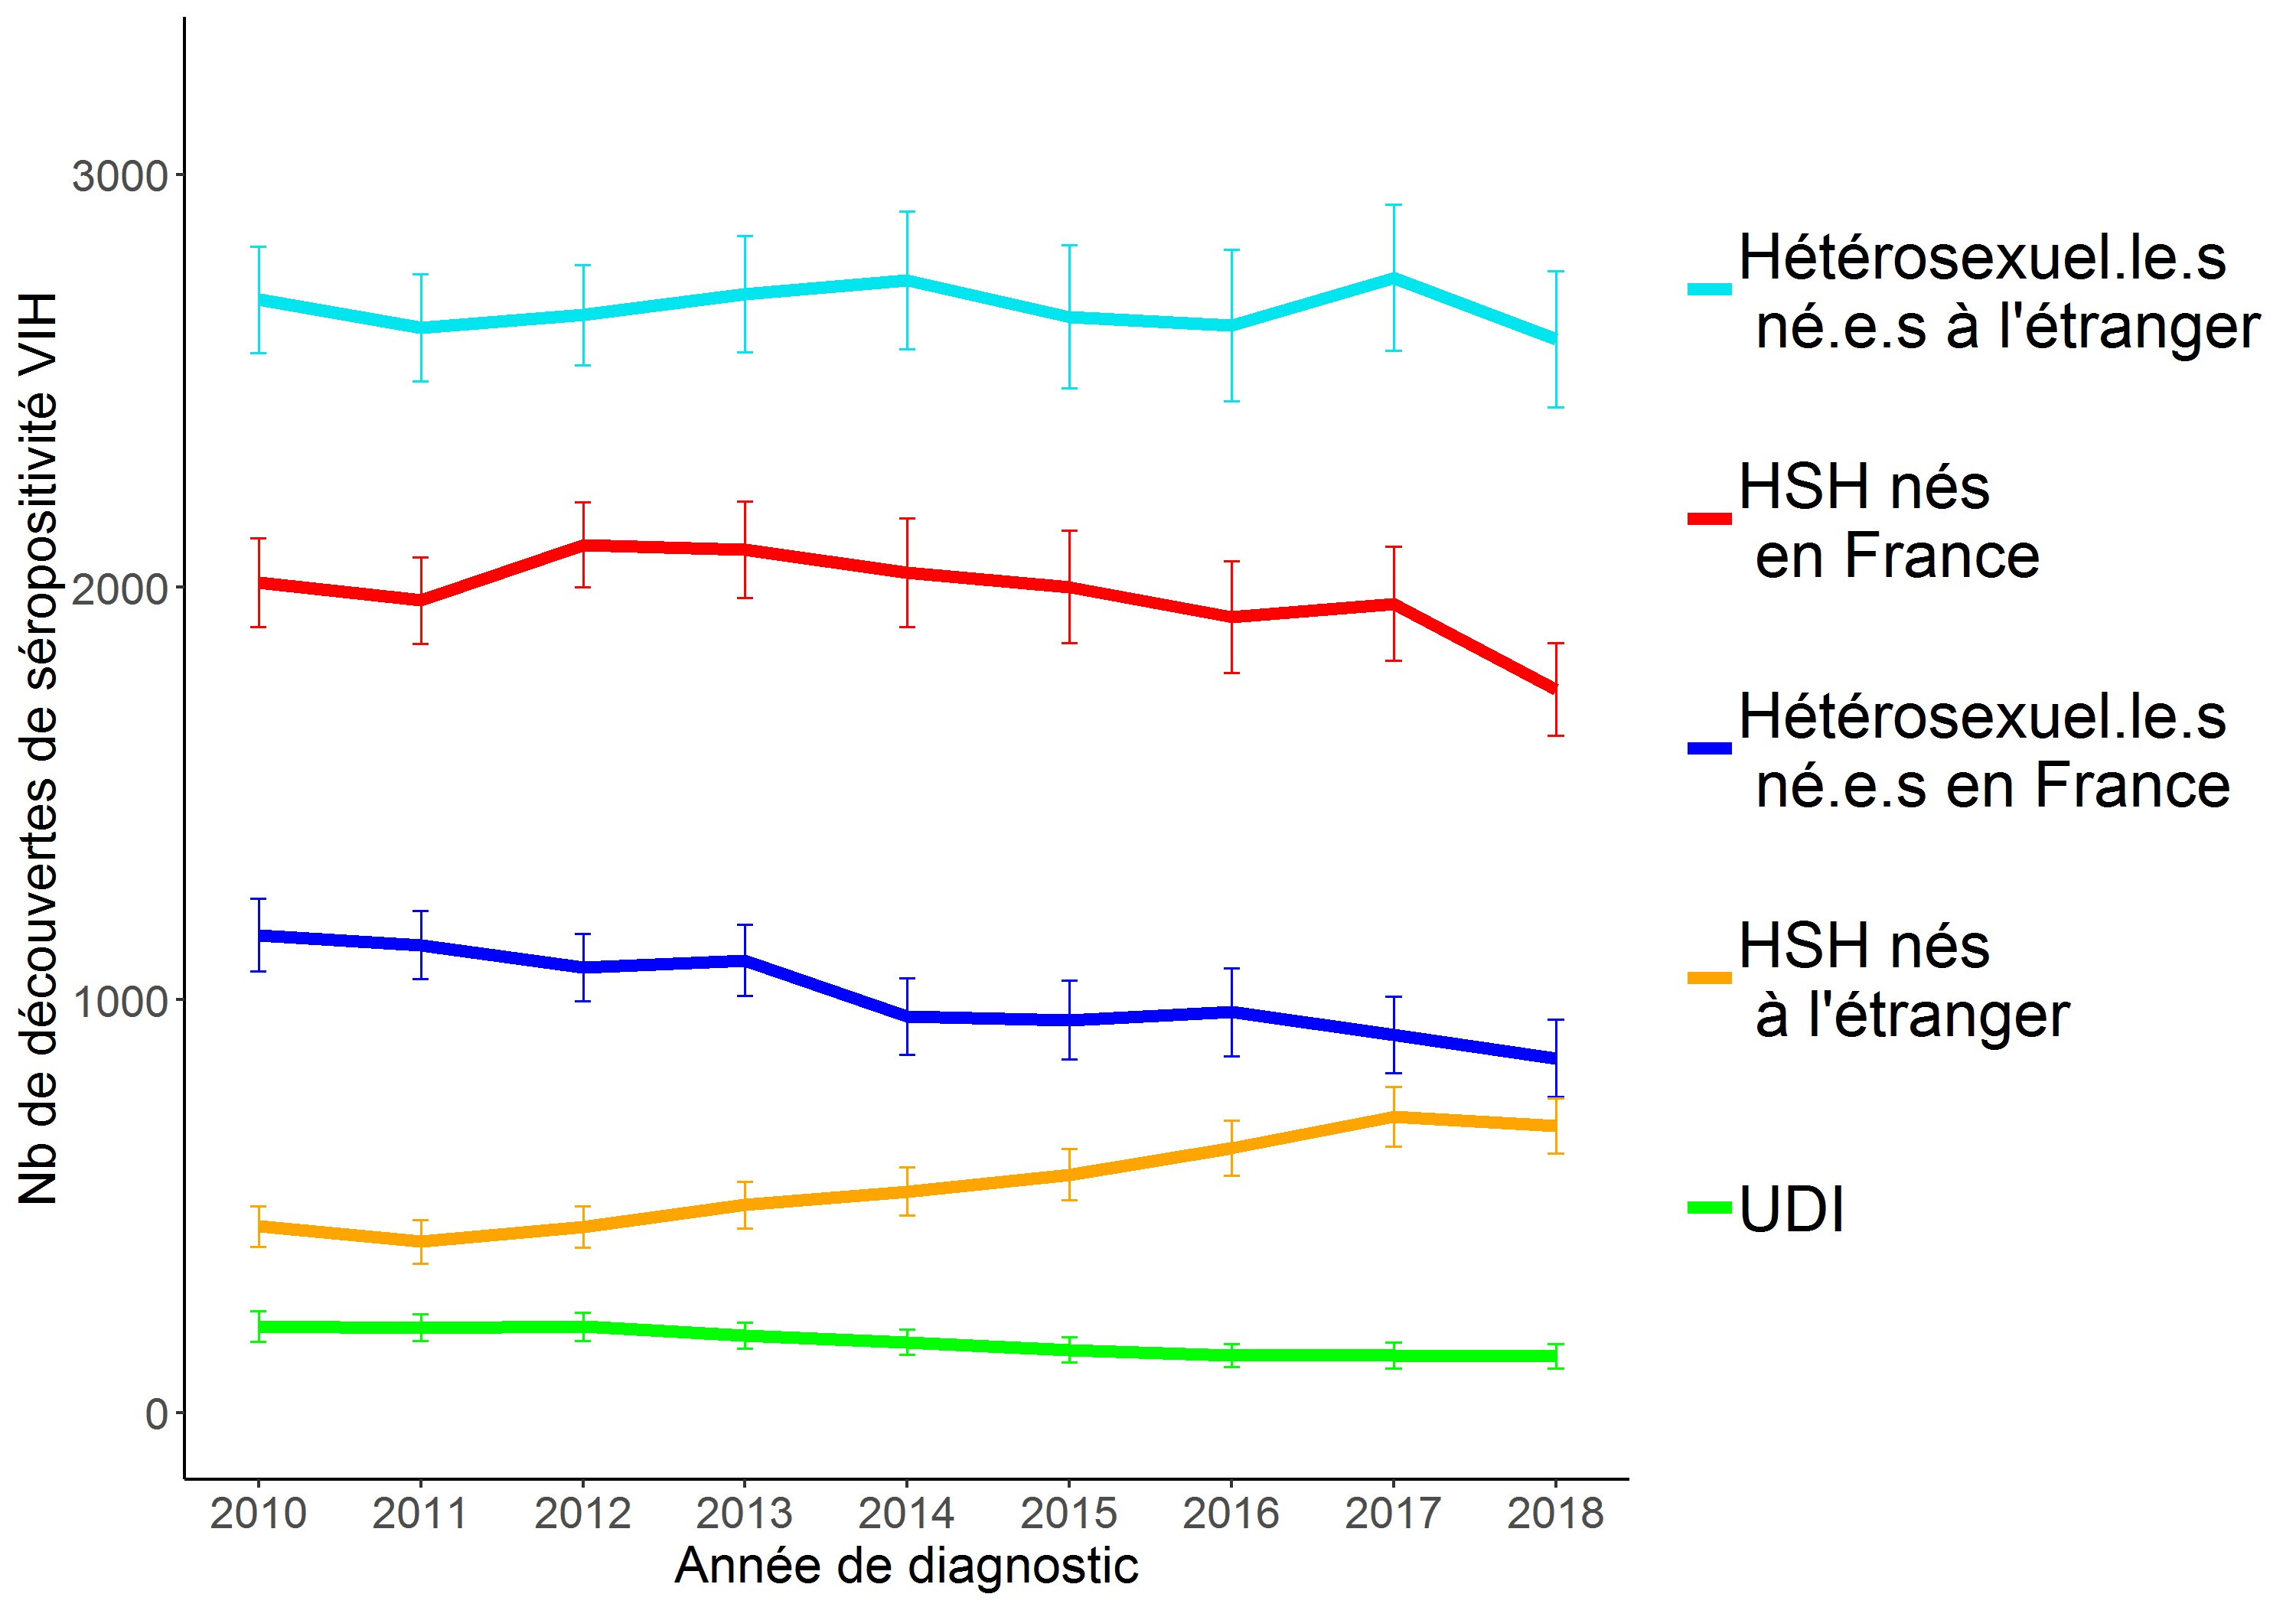 Nb de découvertes de séropositivité VIH
3000
2000
1000
0
2010 2011 2012 2013 2014 2015 2016 2017 2018
Année de diagnostic
Hétérosexuel.le.s
né.e.s à l'étranger
HSH nés
en France
Hétérosexuel.le.s
né.e.s en France
HSH nés
à l'étranger
UDI